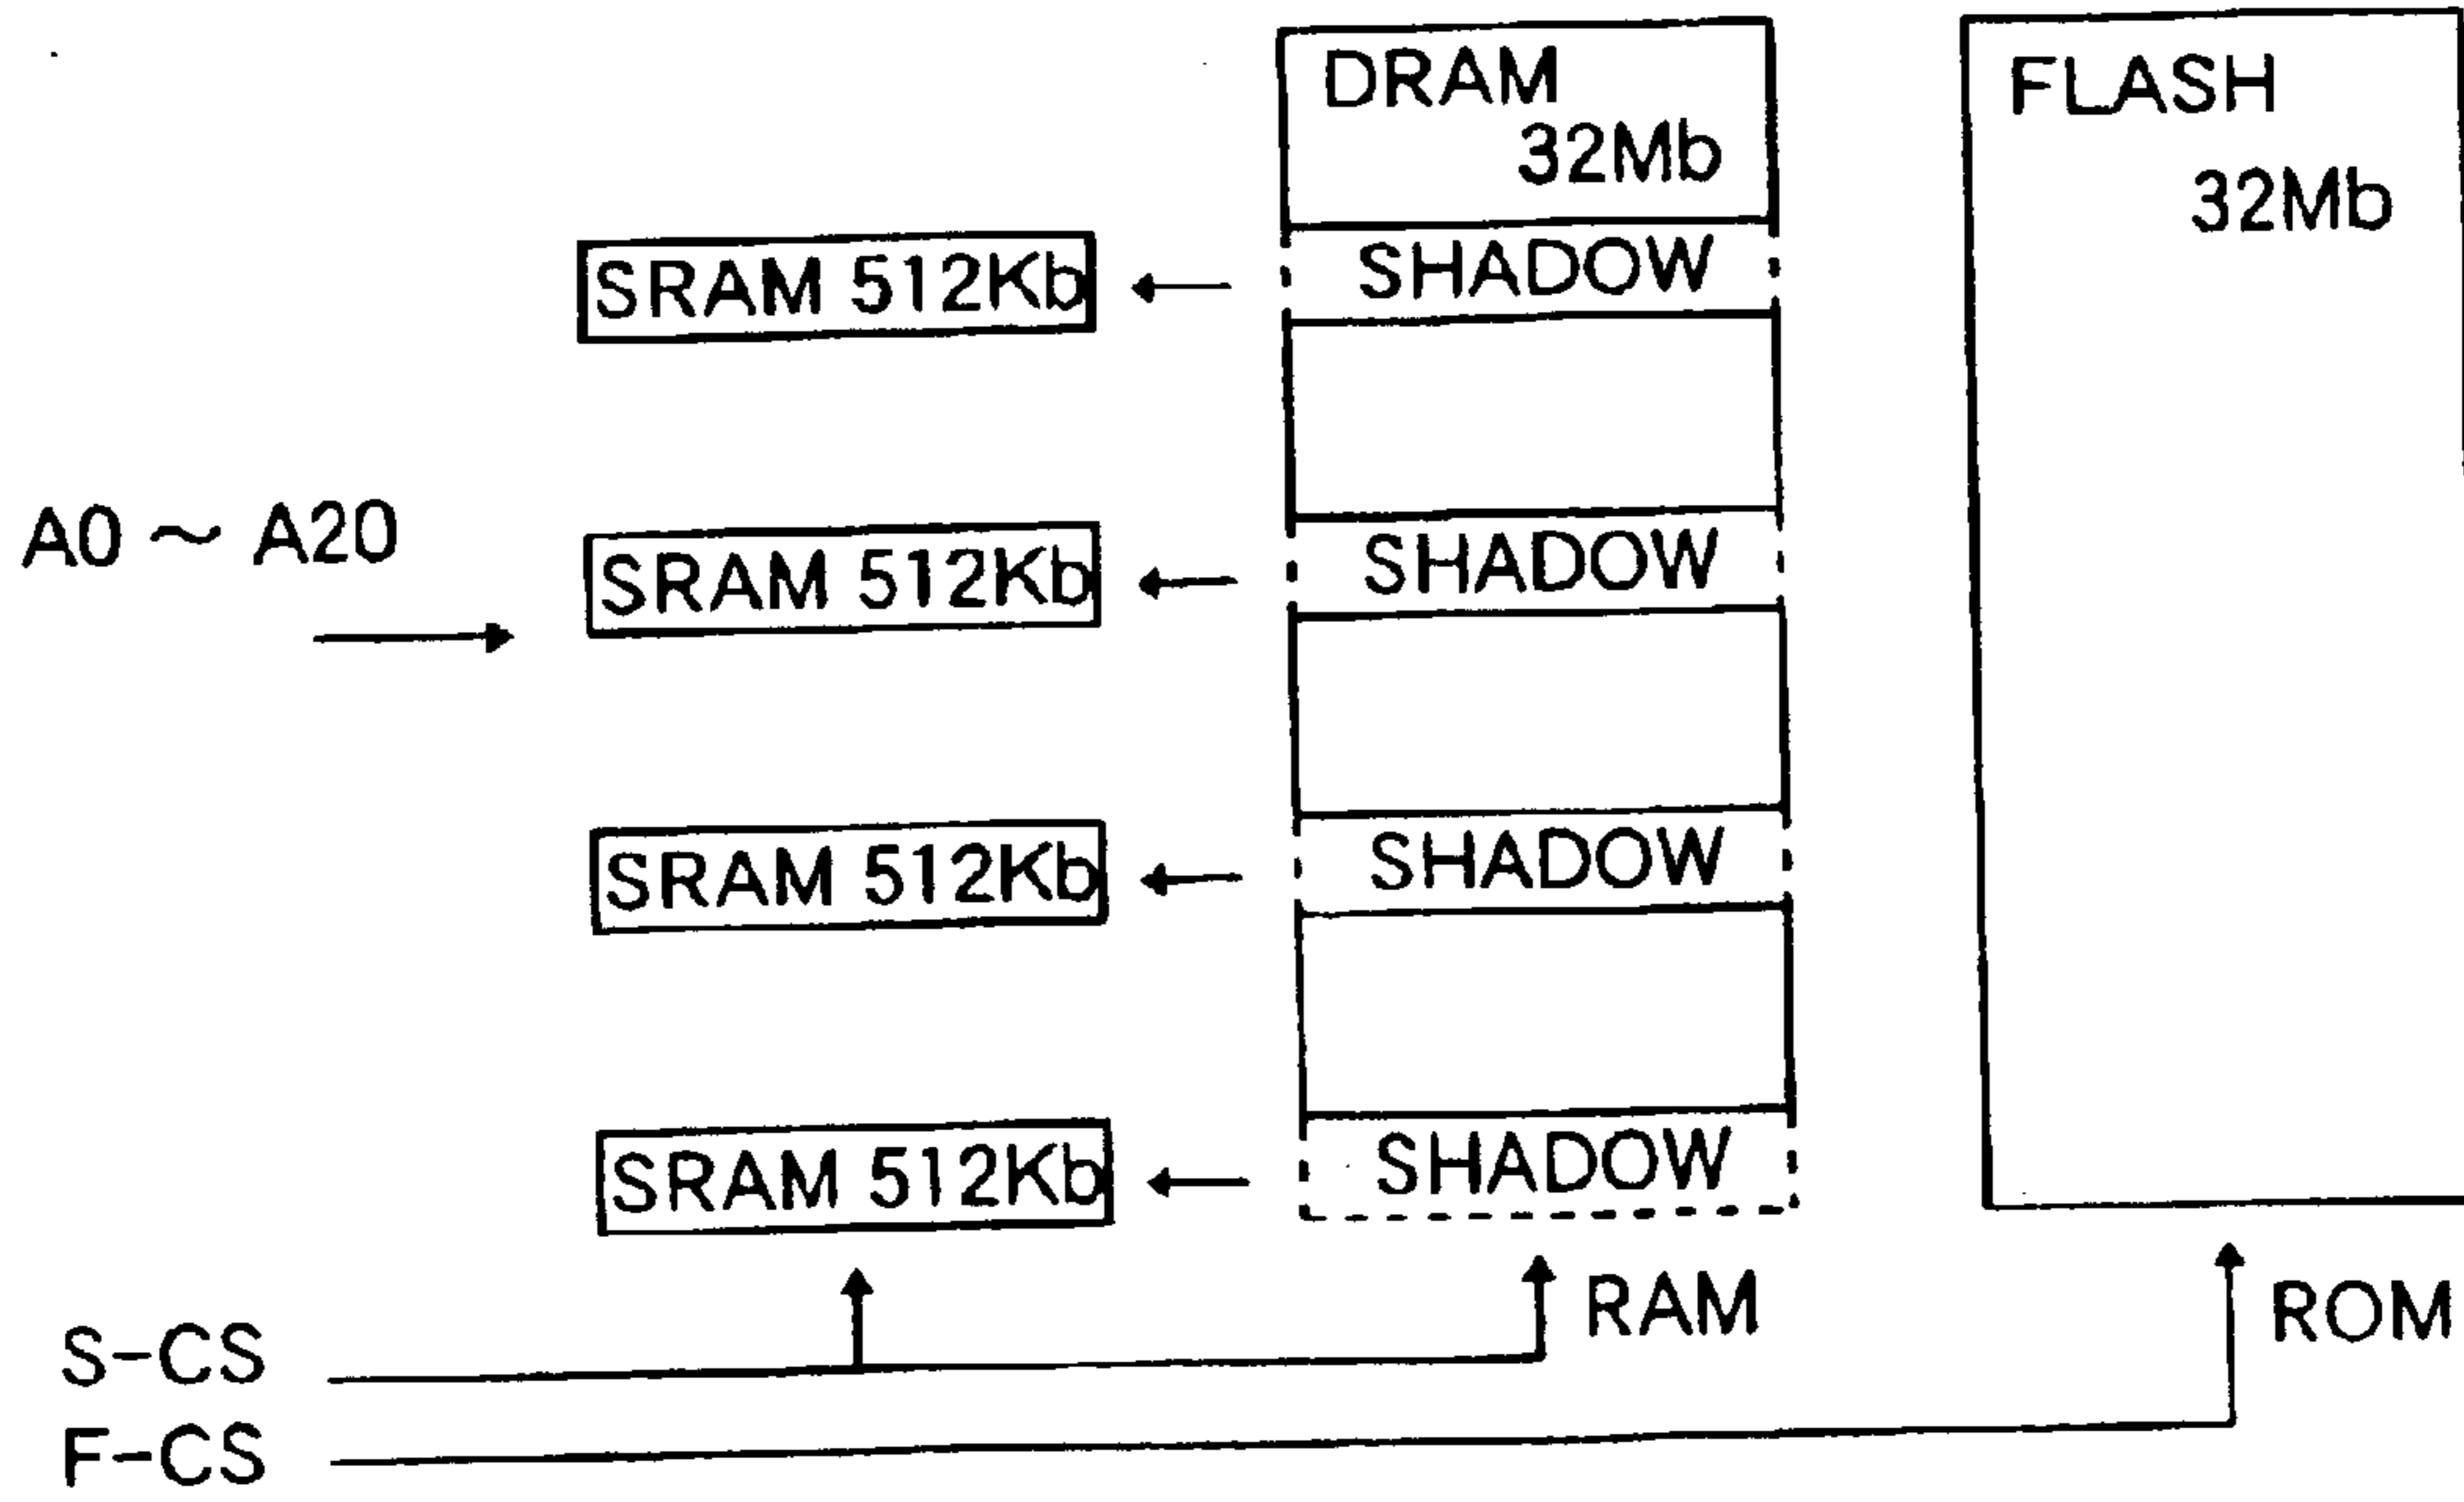 DRAM
32Mb
FLASH
32Mb
SHADOW
SRAM 512Kb
A0 ~ A20
SHADOW
SRAM 512Kb
SHADOW
SRAM 512Kb
SHADOW
SRAM 512Kb
RAM
ROM
S-CS
F-CS